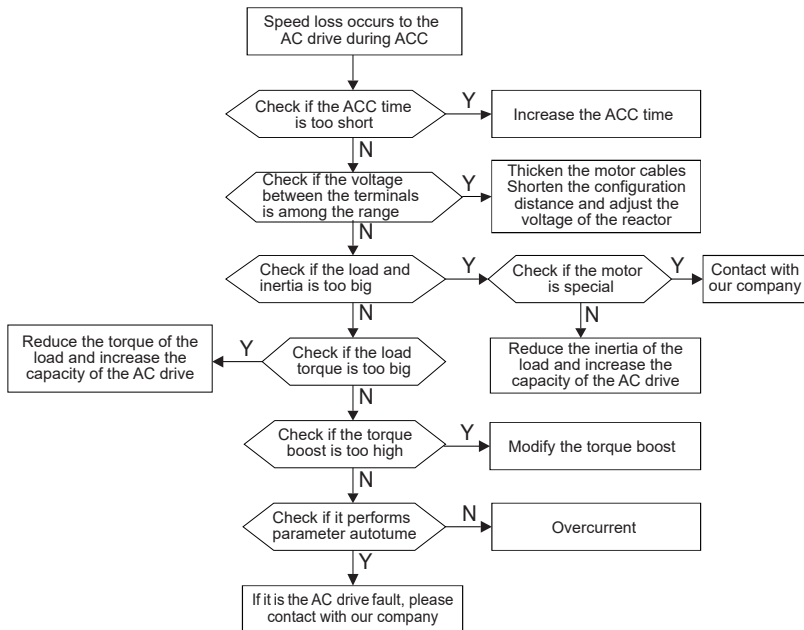 Speed loss occurs to the
AC drive during ACC
Check if the ACC time
is too short
Y
Increase the ACC time
N
Check if the voltage
between the terminals
is among the range
Y
Thicken the motor cables
Shorten the configuration
distance and adjust the
voltage of the reactor
N
Check if the load and
inertia is too big
Y
Check if the motor
is special
Y
Contact with
our company
N
N
Reduce the torque of the
load and increase the
capacity of the AC drive
Y
Check if the load
torque is too big
Reduce the inertia of the
load and increase the
capacity of the AC drive
N
Check if the torque
boost is too high
Y
Modify the torque boost
N
Check if it performs
parameter autotume
N
Overcurrent
Y
If it is the AC drive fault, please
contact with our company